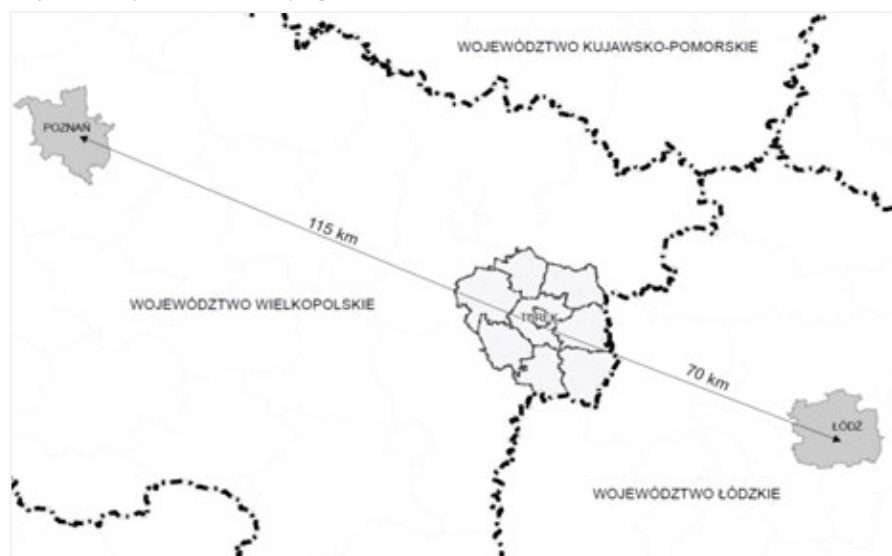 WOJEWÓDZTWO KUJAWSKO-POMORSKIE
POZNAŃ
115 km
WOJEWÓDZTWO WIELKOPOLSKIE
TUREK
70 km
ŁÓDŹ
WOJEWÓDZTWO ŁÓDZKIE